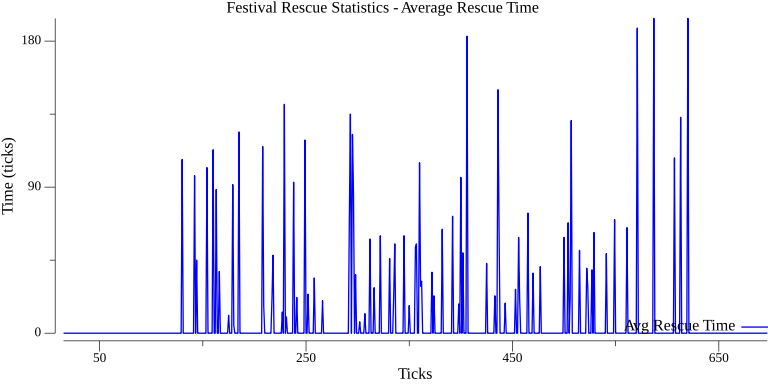 Festival Rescue Statistics - Average Rescue Time
Time (ticks)
180
90
0
Avg Rescue Time
50
250
450
650
Ticks